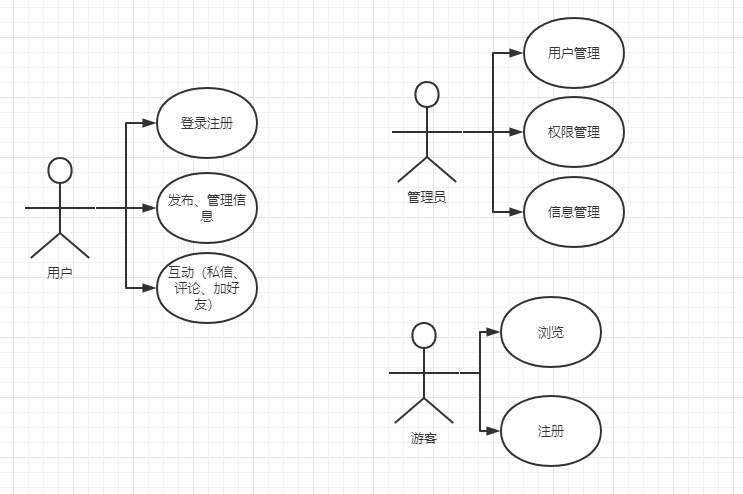 登录注册
发布、管理信
息
互动（私信、
评论、加好
友）
用户
用户管理
权限管理
信息管理
管理员
浏览
注册
游客